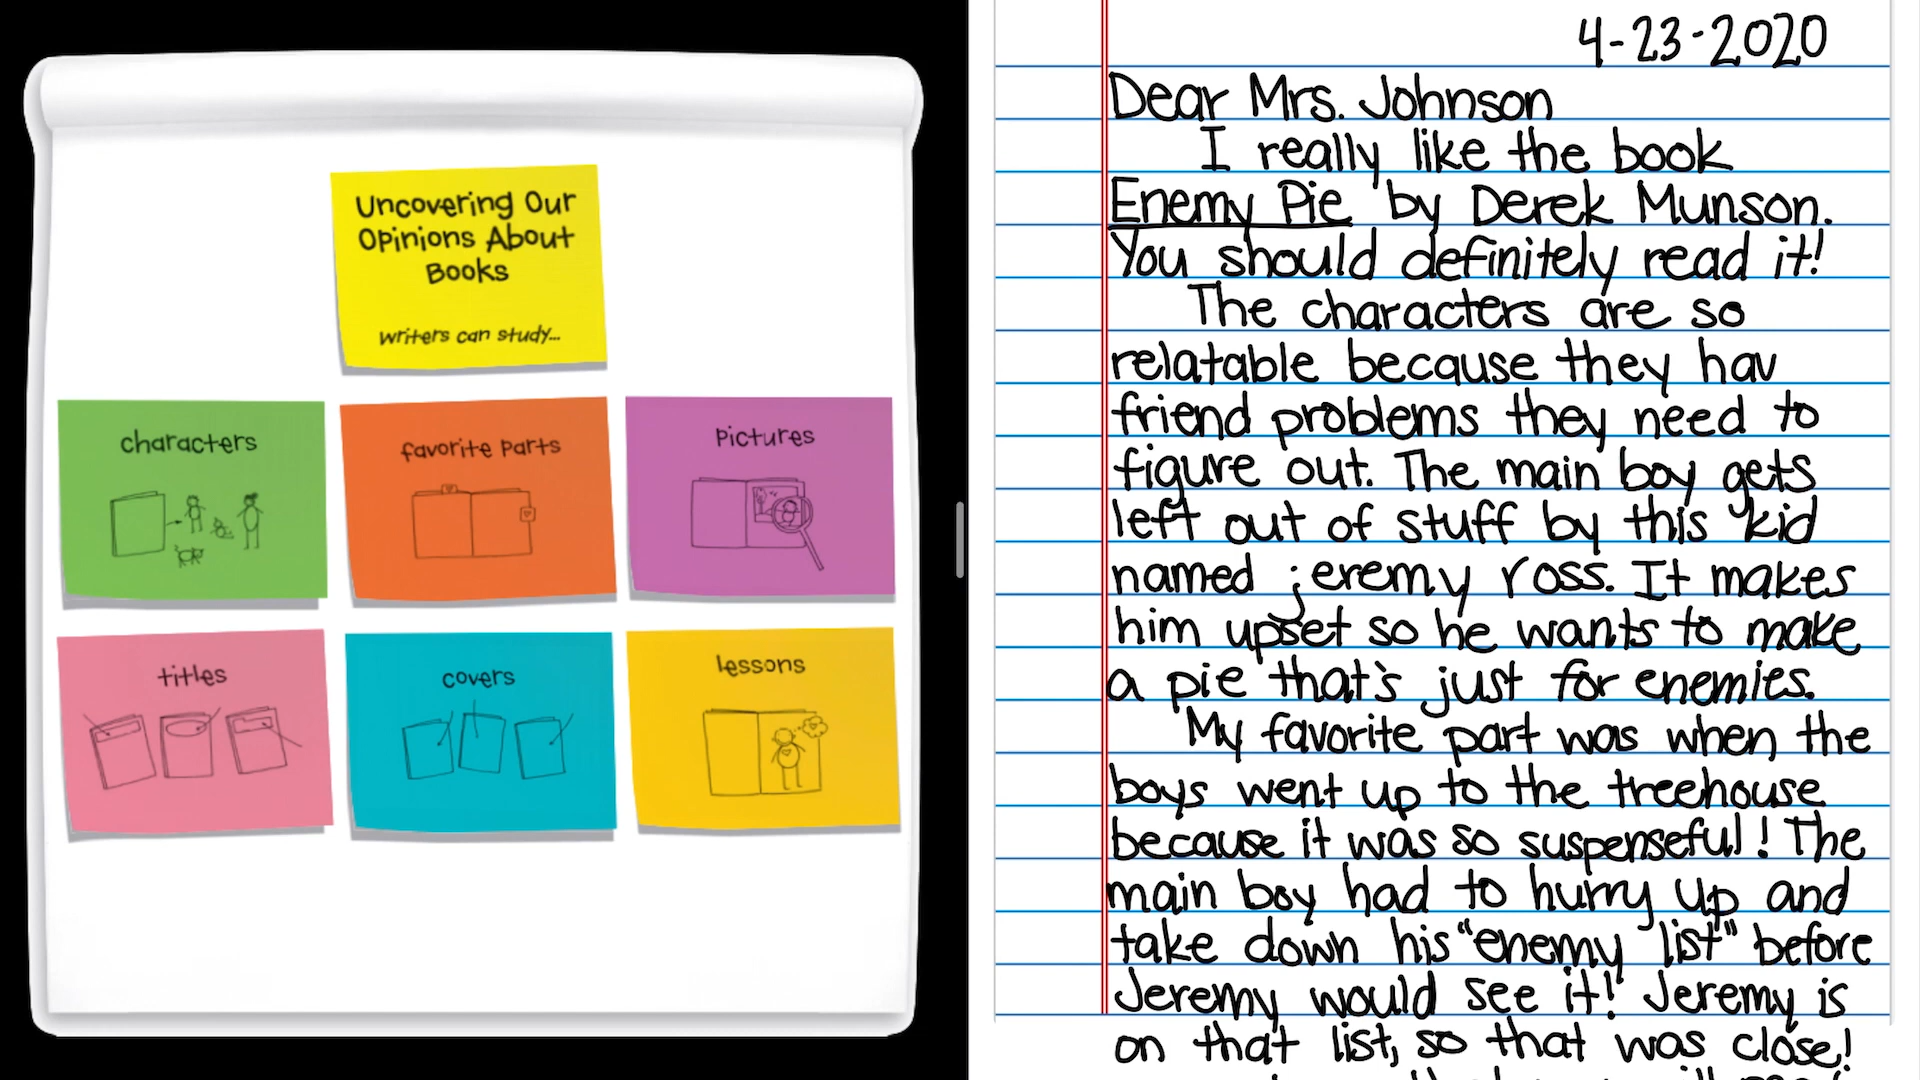 Uncovering Our
Opinions About
Books
writers can study...
characters
favorite parts
pictures
titles
covers
lessons
4-23-2020
Dear Mrs. Johnson
I really like the book
Enemy Pie by Derek Munson.
You should definitely read it!
The characters are so
relatable because they hav
friend problems they need to
figure out. The main boy gets
left out of stuff by this kid
named jeremy ross. It makes
him upset so he wants to make
a pie that's just for enemies.
My favorite part was when the
boys went up to the treehouse
because it was so suspenseful! The
main boy had to hurry up and
take down his "enemy list" before
Jeremy would see it! Jeremy is
on that list, so that was close!